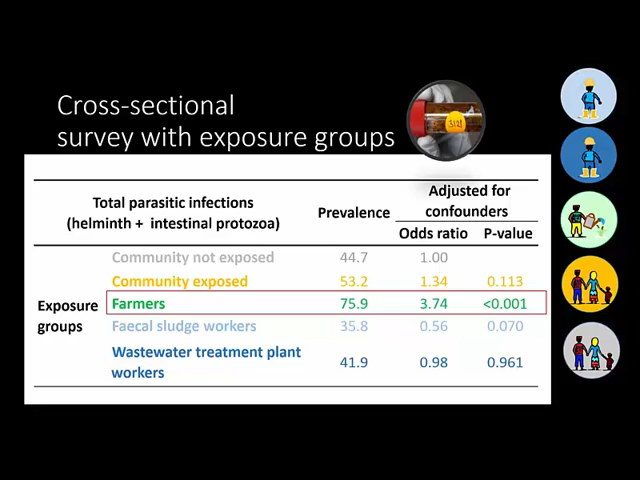 Cross-sectional
survey with exposure groups
3121
Total parasitic infections
(helminth + intestinal protozoa)
Prevalence
Adjusted for
confounders
Odds ratio P-value
Exposure
groups
Community not exposed 44.7 1.00
Community exposed 53.2 1.34 0.113
Farmers 75.9 3.74 <0.001
Faecal sludge workers 35.8 0.56 0.070
Wastewater treatment plant
workers 41.9 0.98 0.961